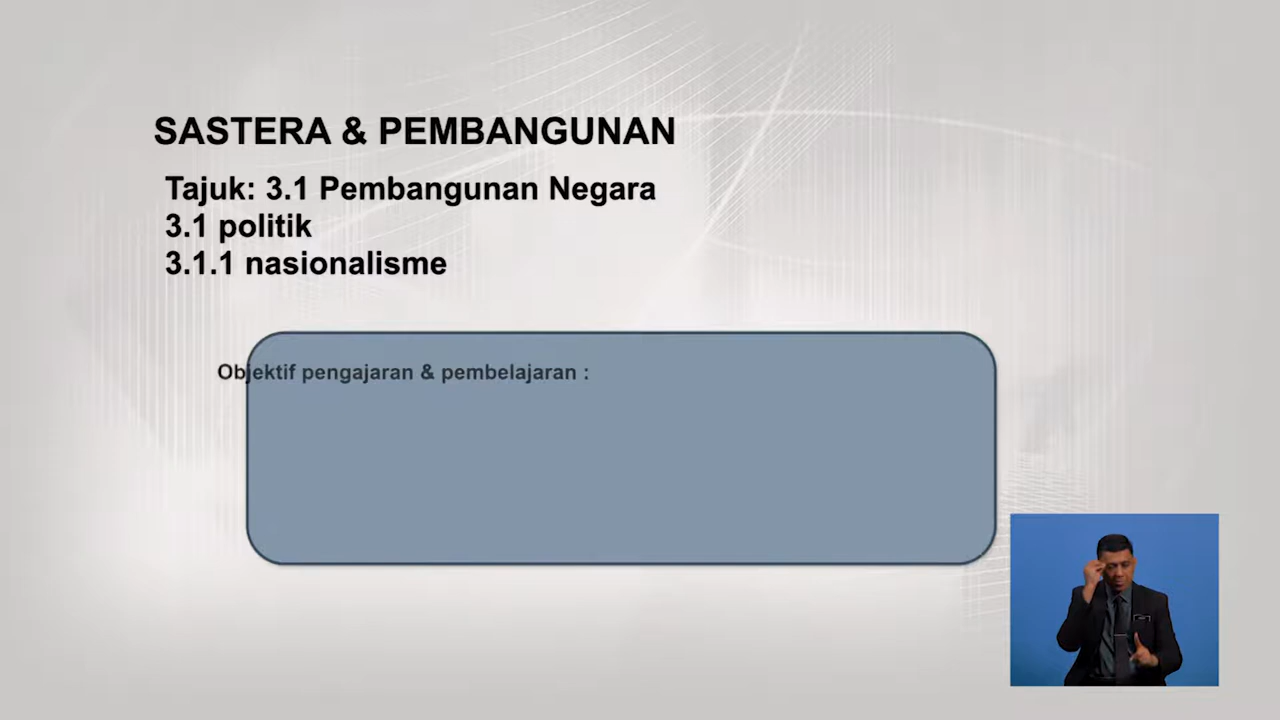 SASTERA & PEMBANGUNAN
Tajuk: 3.1 Pembangunan Negara
3.1 politik
3.1.1 nasionalisme
Objektif pengajaran & pembelajaran :